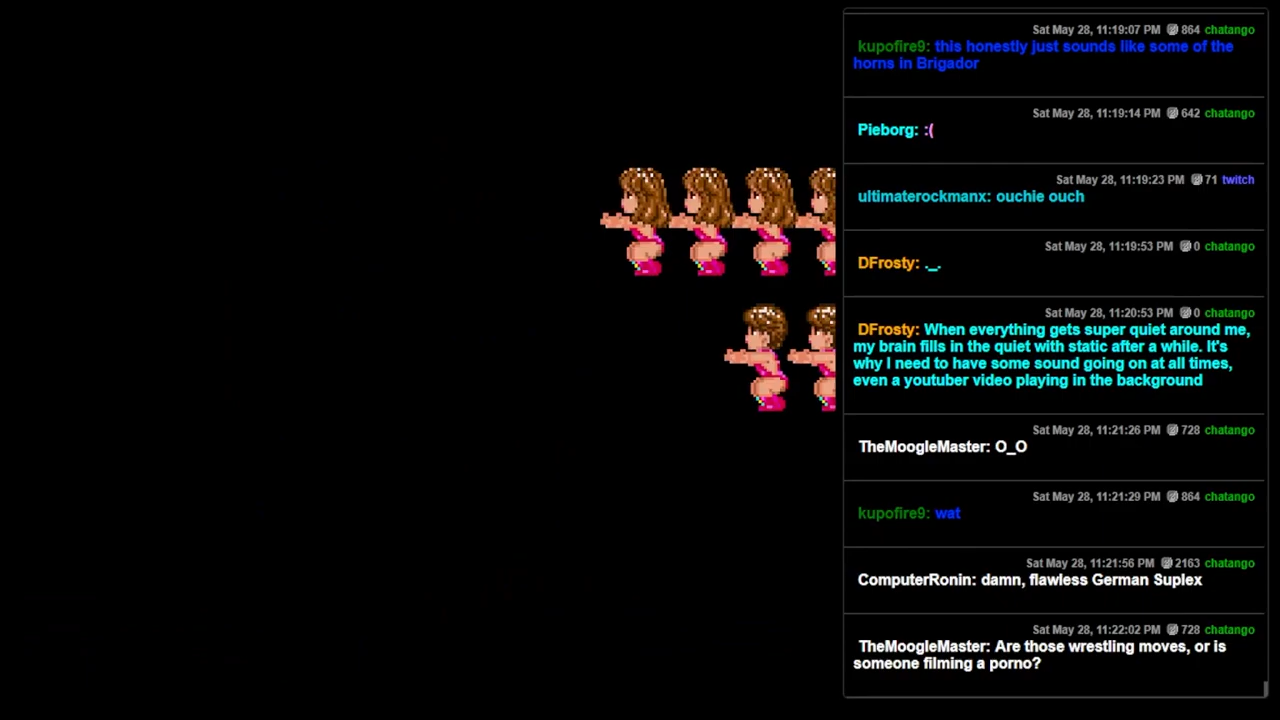 Sat May 28, 11:19:07 PM 864 chatango
kupofire9: this honestly just sounds like some of the
horns in Brigador
Sat May 28, 11:19:14 PM 642 chatango
Pieborg: :(
Sat May 28, 11:19:23 PM 71 twitch
ultimaterockmanx: ouchie ouch
Sat May 28, 11:19:53 PM 0 chatango
DFrosty: ._.
Sat May 28, 11:20:53 PM 0 chatango
DFrosty: When everything gets super quiet around me,
my brain fills in the quiet with static after a while. It's
why I need to have some sound going on at all times,
even a youtuber video playing in the background
Sat May 28, 11:21:26 PM 728 chatango
TheMoogleMaster: O_O
Sat May 28, 11:21:29 PM 864 chatango
kupofire9: wat
Sat May 28, 11:21:56 PM 2163 chatango
ComputerRonin: damn, flawless German Suplex
Sat May 28, 11:22:02 PM 728 chatango
TheMoogleMaster: Are those wrestling moves, or is
someone filming a porno?